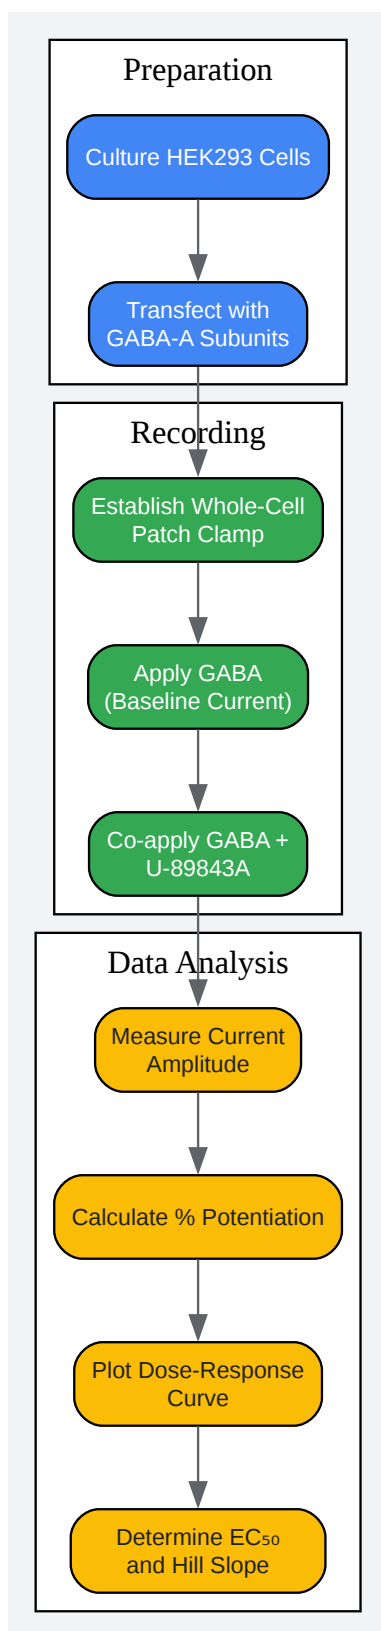 Preparation
Culture HEK293 Cells
Transfect with
GABA-A Subunits
Recording
Establish Whole-Cell
Patch Clamp
Apply GABA
(Baseline Current)
Co-apply GABA +
U-89843A
Data Analysis
Measure Current
Amplitude
Calculate % Potentiation
Plot Dose-Response
Curve
Determine EC₅₀
and Hill Slope